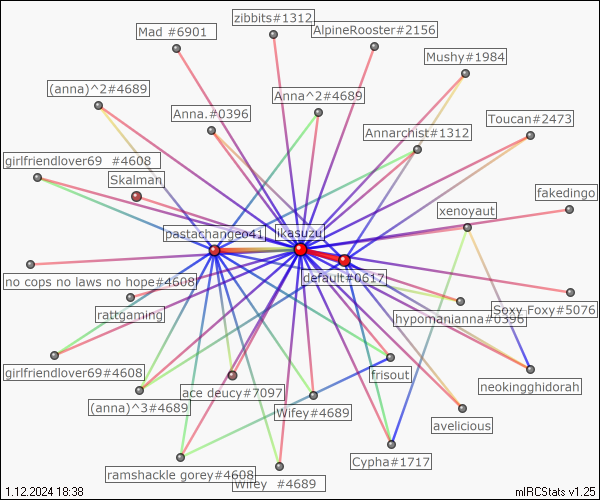 zibbits#1312
Mad #6901
AlpineRooster#2156
Mushy#1984
(anna)^2#4689
Anna^2#4689
Anna.#0396
Toucan#2473
Annarchist#1312
girlfriendlover69 #4608
Skalman
fakedingo
xenoyaut
pastachangeo41
ikasuzu
default#0617
no cops no laws no hope#4608
rattgaming
Soxy Foxy#5076
hypomanianna#0396
girlfriendlover69#4608
frisout
neokingghidorah
ace deucy#7097
(anna)^3#4689
Wifey#4689
avelicious
Cypha#1717
ramshackle gorey#4608
Wifey #4689
1.12.2024 18:38
mIRCStats v1.25